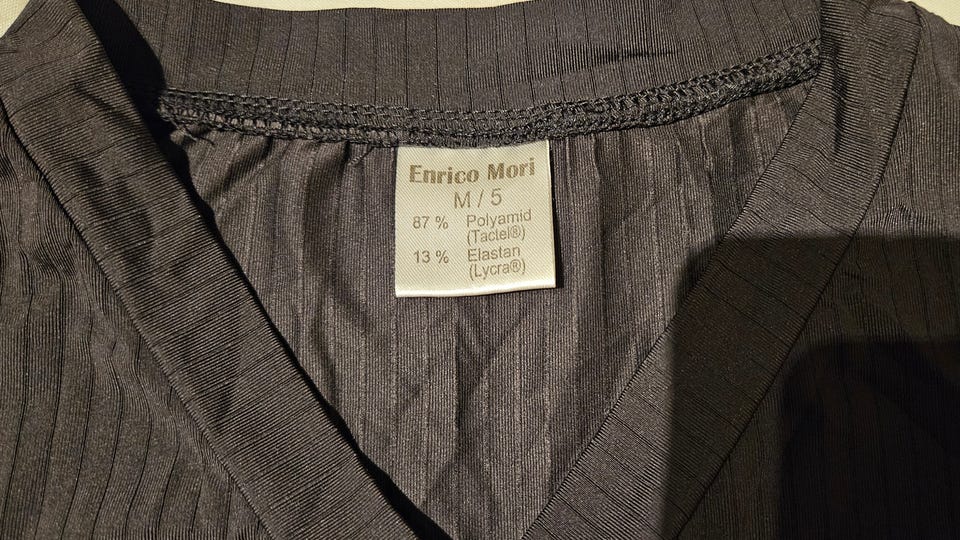 Enrico Mori
M / 5
87 % Polyamid
(Tactel®)
13 % Elastan
(Lycra®)